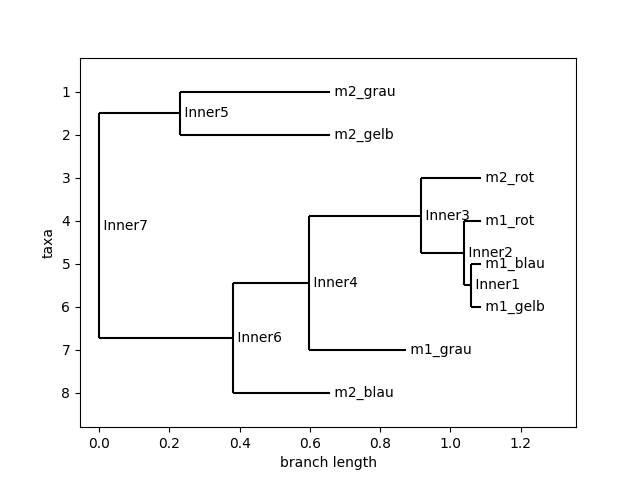 1
m2_grau
Inner5
2
m2_gelb
3
m2_rot
Inner3
4
m1_rot
Inner7
taxa
Inner2
5
m1_blau
Inner4
Inner1
6
m1_gelb
Inner6
7
m1_grau
8
m2_blau
0.0 0.2 0.4 0.6 0.8 1.0 1.2
branch length